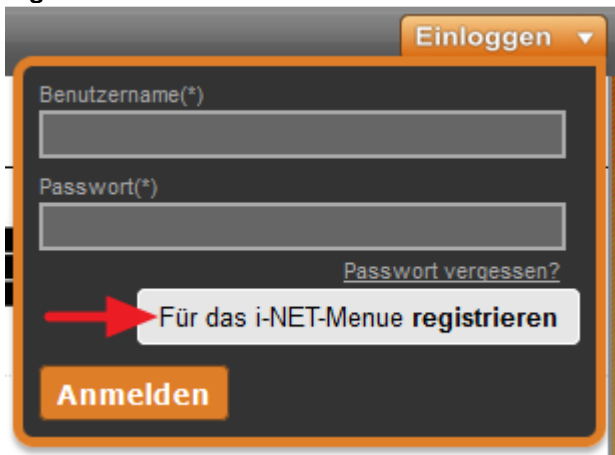 Einloggen
Benutzername(*)
Passwort(*)
Passwort vergessen?
Für das i-NET-Menue registrieren
Anmelden